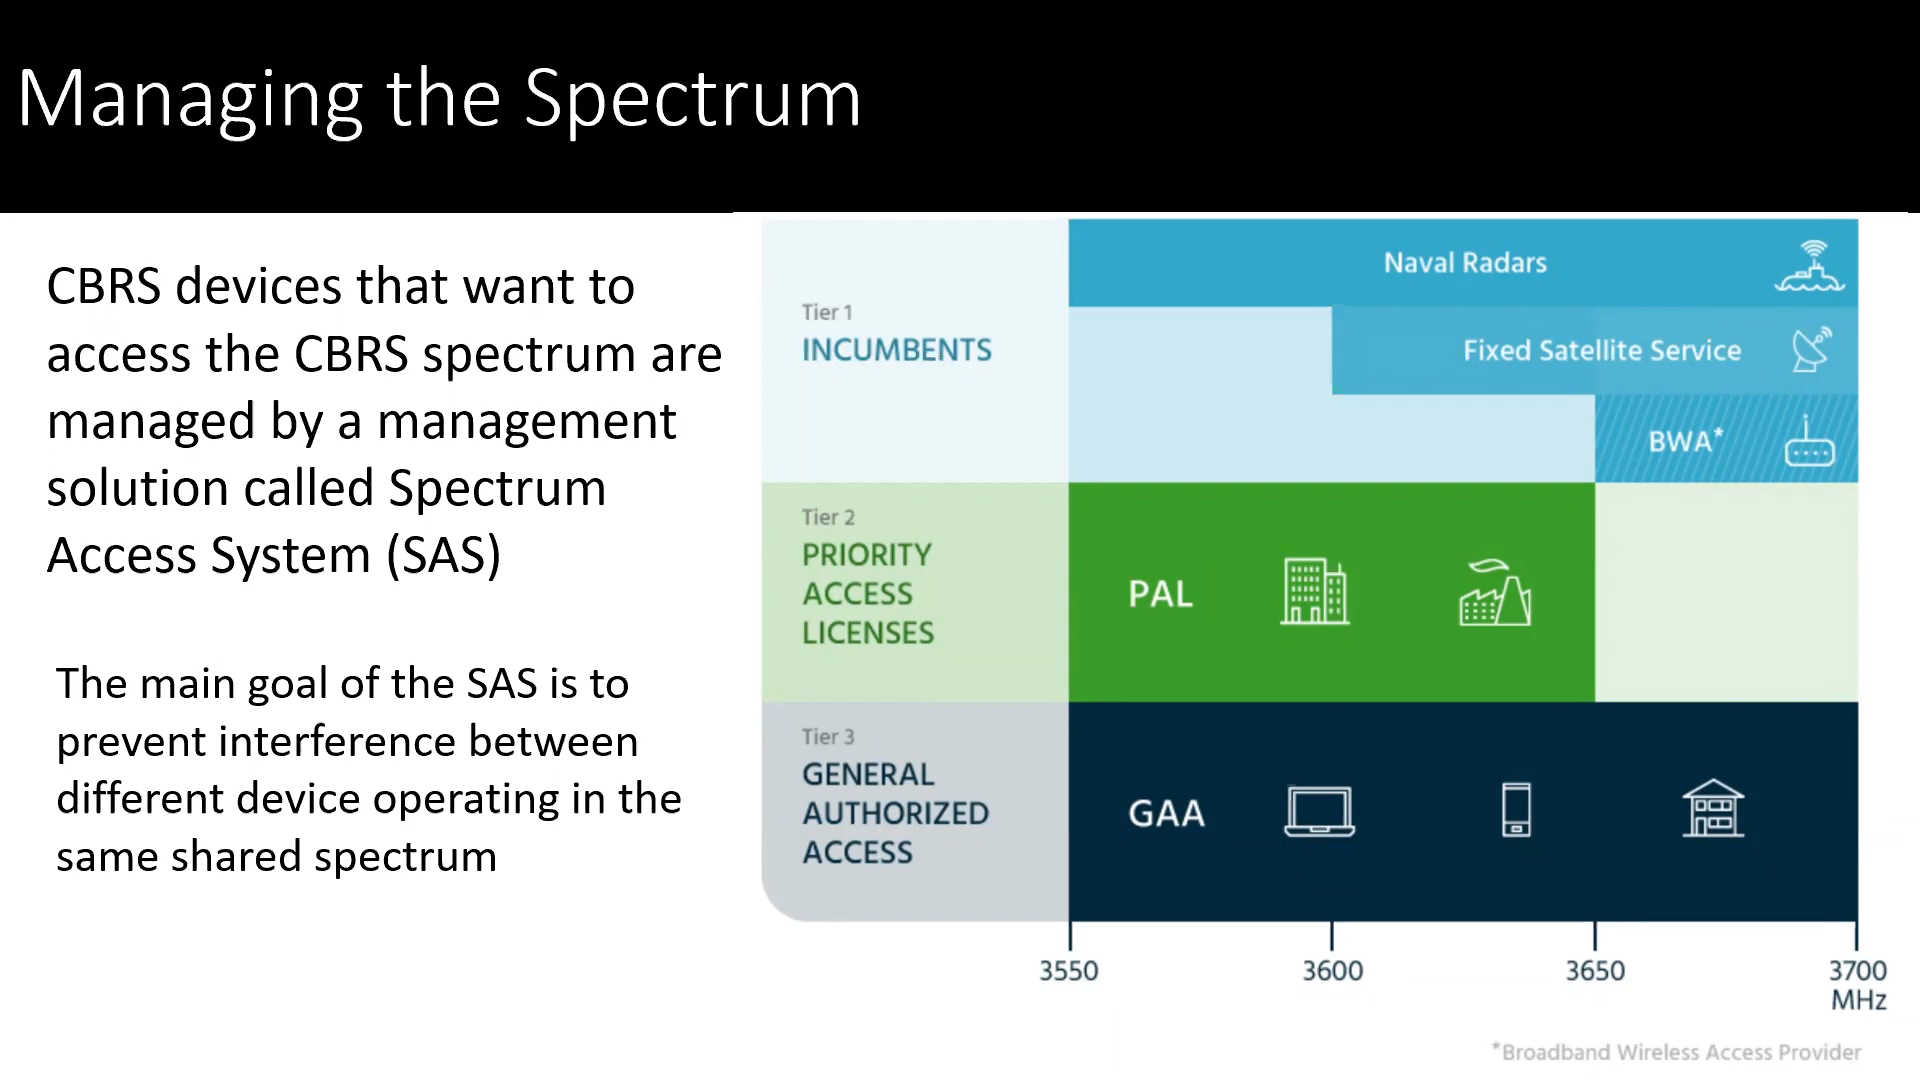 Managing the Spectrum
CBRS devices that want to
access the CBRS spectrum are
managed by a management
solution called Spectrum
Access System (SAS)
The main goal of the SAS is to
prevent interference between
different device operating in the
same shared spectrum
Tier 1
INCUMBENTS
Naval Radars
Fixed Satellite Service
BWA*
Tier 2
PRIORITY
ACCESS
LICENSES
PAL
Tier 3
GENERAL
AUTHORIZED
ACCESS
GAA
3550
3600
3650
3700
MHz
*Broadband Wireless Access Provider